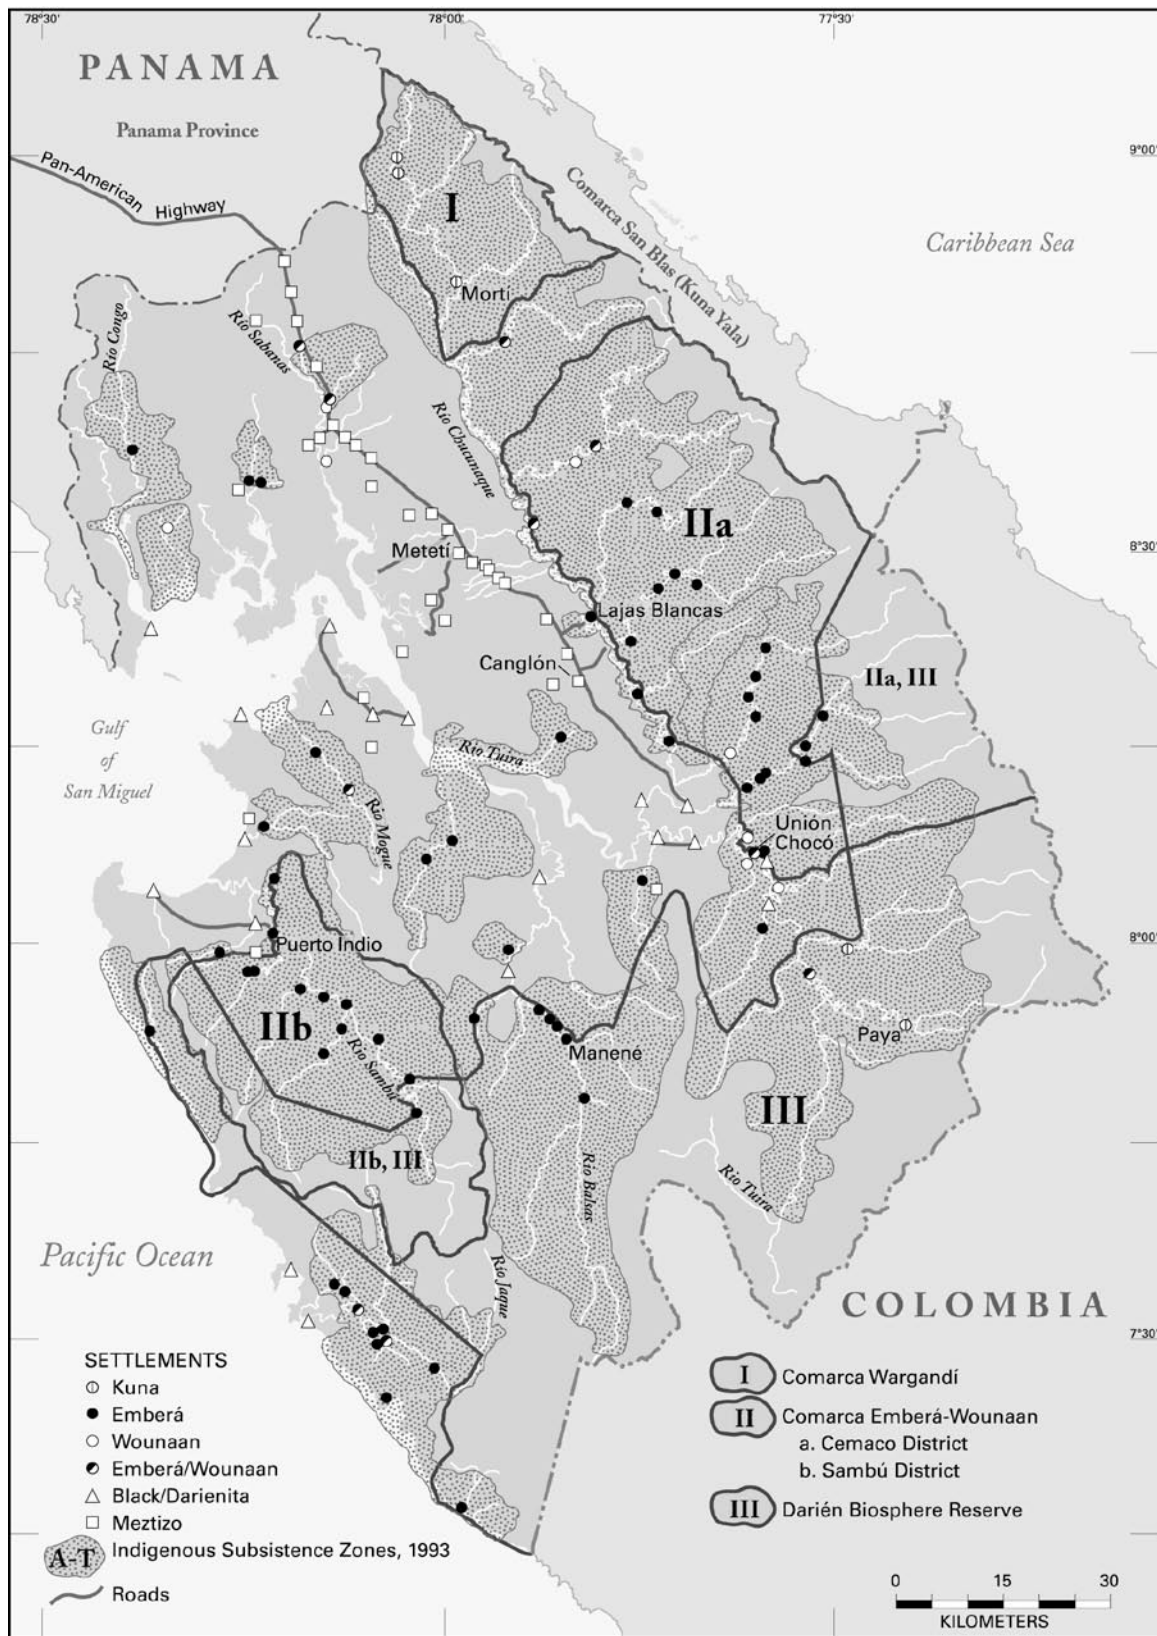 78°30'
78°00'
77°30'
PANAMA
Panama Province
Pan-American
Highway
9°00'
Comarca San Blas (Kuna Yala)
Caribbean Sea
I
Mortí
Río Congo
Río Sabanas
Río Chucunaque
IIa
8°30'
Metetí
Lajas Blancas
Canglón
IIa, III
Gulf
of
San Miguel
Río Tuira
Río Mogue
Unión
Chocó
8°00'
Puerto Indio
IIb
Río Sambú
Manené
Paya
III
IIb, III
Río Balsas
Río Tuira
Pacific Ocean
Río Jaque
COLOMBIA
7°30'
SETTLEMENTS
Kuna
Emberá
Wounaan
Emberá/Wounaan
Black/Darienita
Meztizo
A-T Indigenous Subsistence Zones, 1993
Roads
I Comarca Wargandí
II Comarca Emberá-Wounaan
a. Cemaco District
b. Sambú District
III Darién Biosphere Reserve
0 15 30
KILOMETERS